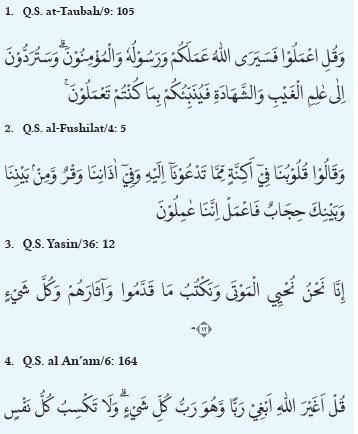 1. Q.S. at-Taubah/9: 105
وَقُلِ اعْمَلُوْا فَسَيَرَى اللّٰهُ عَمَلَكُمْ وَرَسُوْلُهٗ وَالْمُؤْمِنُوْنَۗ وَسَتُرَدُّوْنَ
اِلٰى عٰلِمِ الْغَيْبِ وَالشَّهَادَةِ فَيُنَبِّئُكُمْ بِمَا كُنْتُمْ تَعْمَلُوْنَۚ
2. Q.S. al-Fushilat/4: 5
وَقَالُوْا قُلُوْبُنَا فِيْٓ اَكِنَّةٍ مِّمَّا تَدْعُوْنَآ اِلَيْهِ وَفِيْٓ اٰذَانِنَا وَقْرٌ وَّمِنْۢ بَيْنِنَا
وَبَيْنِكَ حِجَابٌ فَاعْمَلْ اِنَّنَا عٰمِلُوْنَ
3. Q.S. Yasin/36: 12
إِنَّا نَحْنُ نُحْيِي الْمَوْتَى وَنَكْتُبُ مَا قَدَّمُوا وَآثَارَهُمْ وَكُلَّ شَيْءٍ
-١٢-
4. Q.S. al An’am/6: 164
قُلْ اَغَيْرَ اللّٰهِ اَبْغِيْ رَبًّا وَّهُوَ رَبُّ كُلِّ شَيْءٍۗ وَلَا تَكْسِبُ كُلُّ نَفْسٍ